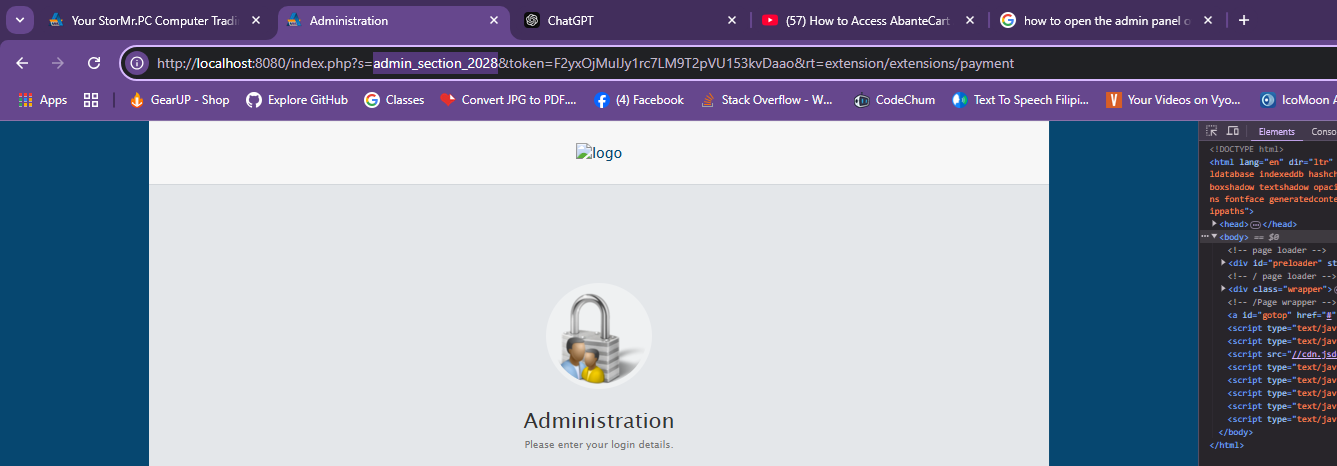 Your StorMr.PC Computer Tradi
Administration
ChatGPT
(57) How to Access AbanteCart
how to open the admin panel o
http://localhost:8080/index.php?s=admin_section_2028&token=F2yxOjMuIJy1rc7LM9T2pVU153kvDaao&rt=extension/extensions/payment
Apps
GearUP - Shop
Explore GitHub
Classes
Convert JPG to PDF....
(4) Facebook
Stack Overflow - W...
CodeChum
Text To Speech Filipi...
Your Videos on Vyo...
IcoMoon A
logo
Administration
Please enter your login details.
Elements
Conso
<!DOCTYPE html>
<html lang="en" dir="ltr"
ldatabase indexeddb hashch
boxshadow textshadow opaci
ns fontface generatedconte
ippaths">
<head>…</head>
<body> == $0
<!-- page loader -->
<div id="preloader" st
<!-- / page loader -->
<div class="wrapper">
<!-- /Page wrapper -->
<a id="gotop" href="#"
<script type="text/jav
<script type="text/jav
<script src="//cdn.jsd
<script type="text/jav
<script type="text/jav
<script type="text/jav
<script type="text/jav
<script type="text/jav
</body>
</html>